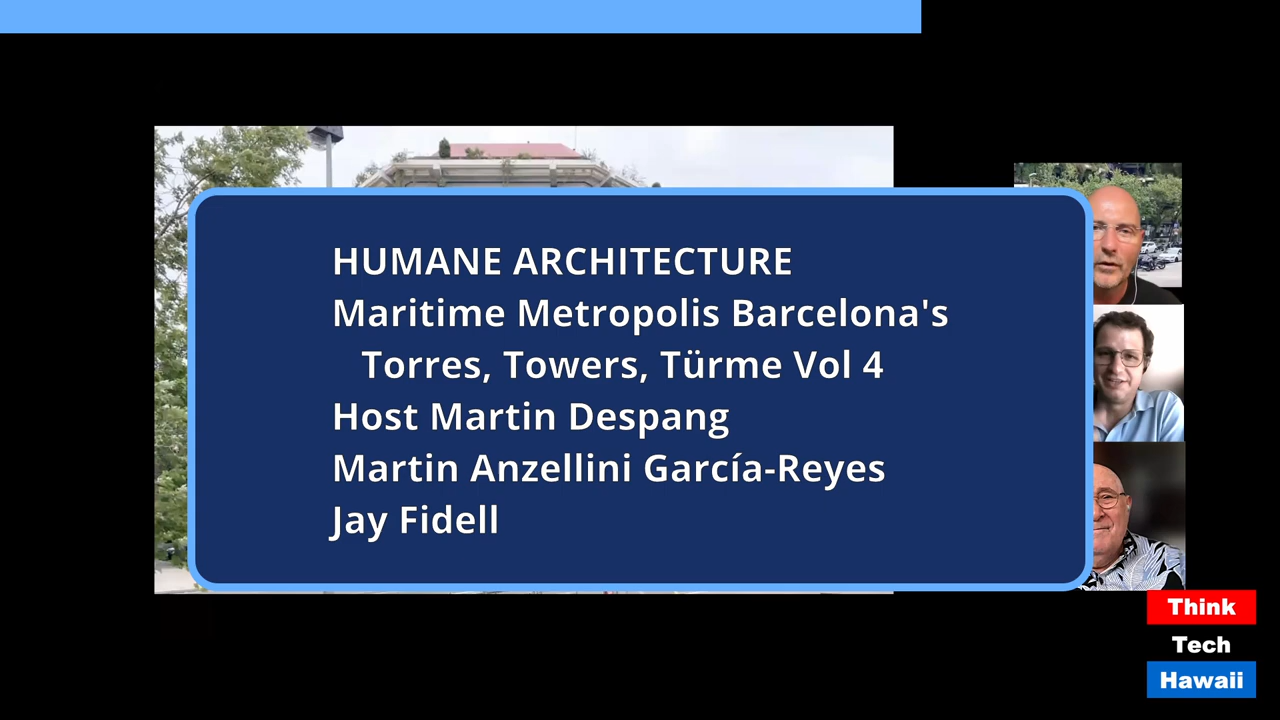 HUMANE ARCHITECTURE
Maritime Metropolis Barcelona's
Torres, Towers, Türme Vol 4
Host Martin Despang
Martin Anzellini García-Reyes
Jay Fidell
Think
Tech
Hawaii